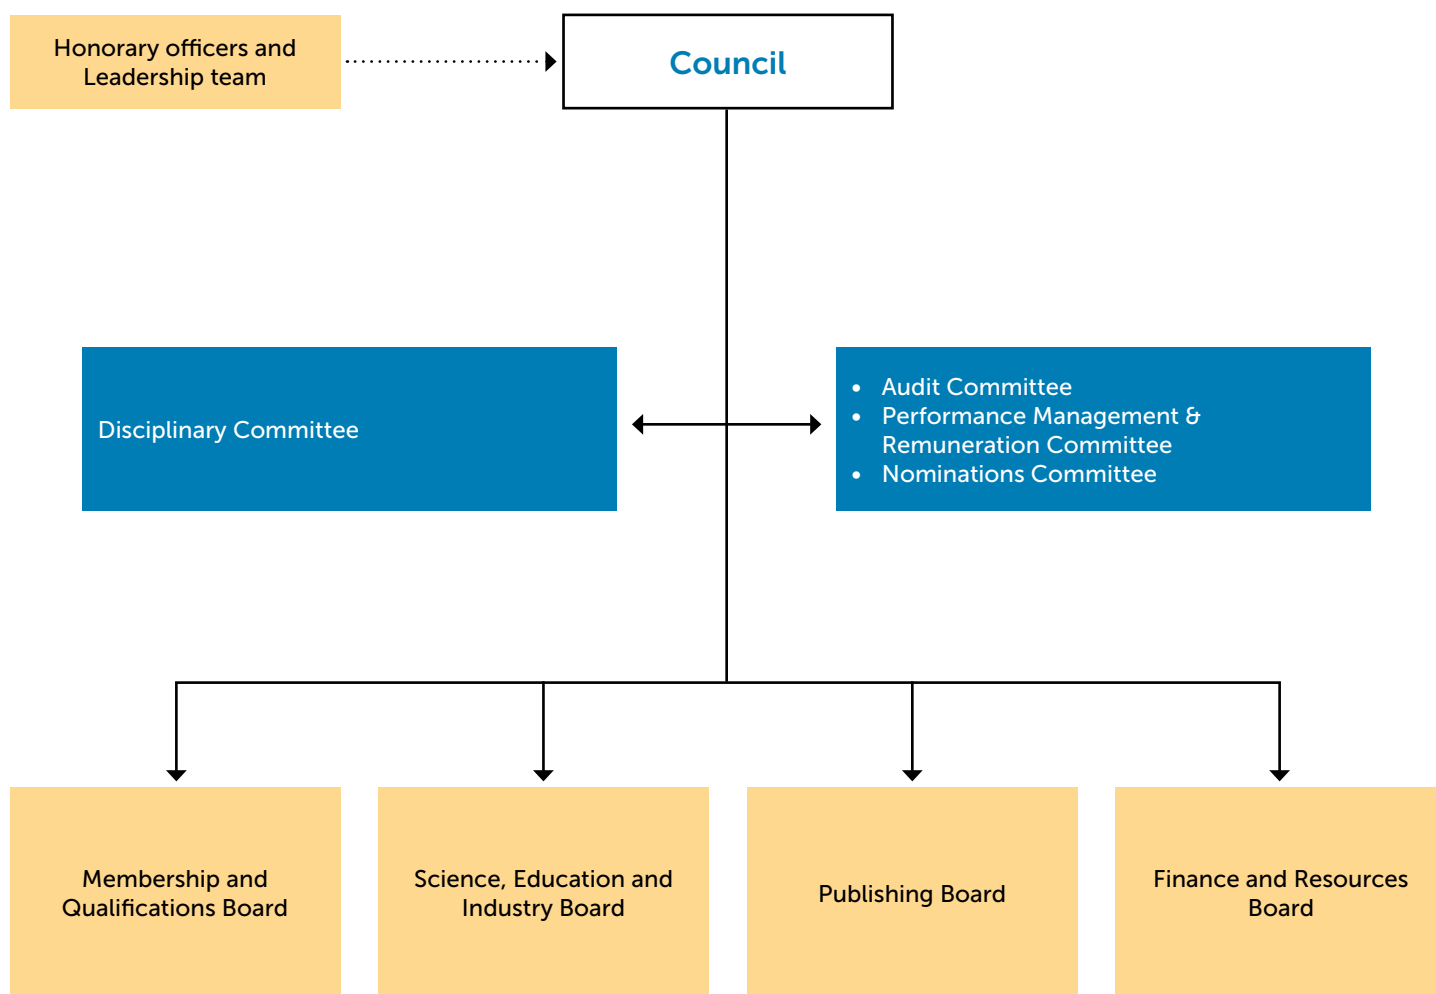 Honorary officers and
Leadership team
Council
Disciplinary Committee
• Audit Committee
• Performance Management &
Remuneration Committee
• Nominations Committee
Membership and
Qualifications Board
Science, Education and
Industry Board
Publishing Board
Finance and Resources
Board